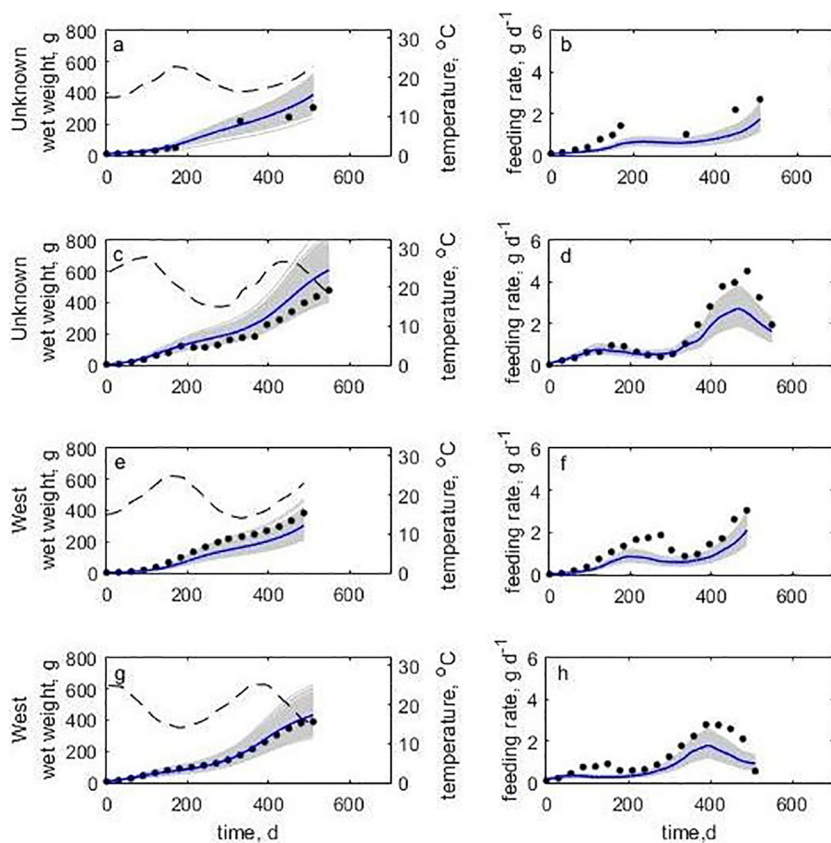 a
b
Unknown
wet weight, g
800
600
400
200
0
0 200 400 600
30
20
10
0
temperature, °C
feeding rate, g d⁻¹
6
4
2
0
0 200 400 600
c
d
Unknown
wet weight, g
800
600
400
200
0
0 200 400 600
30
20
10
0
temperature, °C
feeding rate, g d⁻¹
6
4
2
0
0 200 400 600
e
f
West
wet weight, g
800
600
400
200
0
0 200 400 600
30
20
10
0
temperature, °C
feeding rate, g d⁻¹
6
4
2
0
0 200 400 600
g
h
West
wet weight, g
800
600
400
200
0
0 200 400 600
time, d
30
20
10
0
temperature, °C
feeding rate, g d⁻¹
6
4
2
0
0 200 400 600
time,d